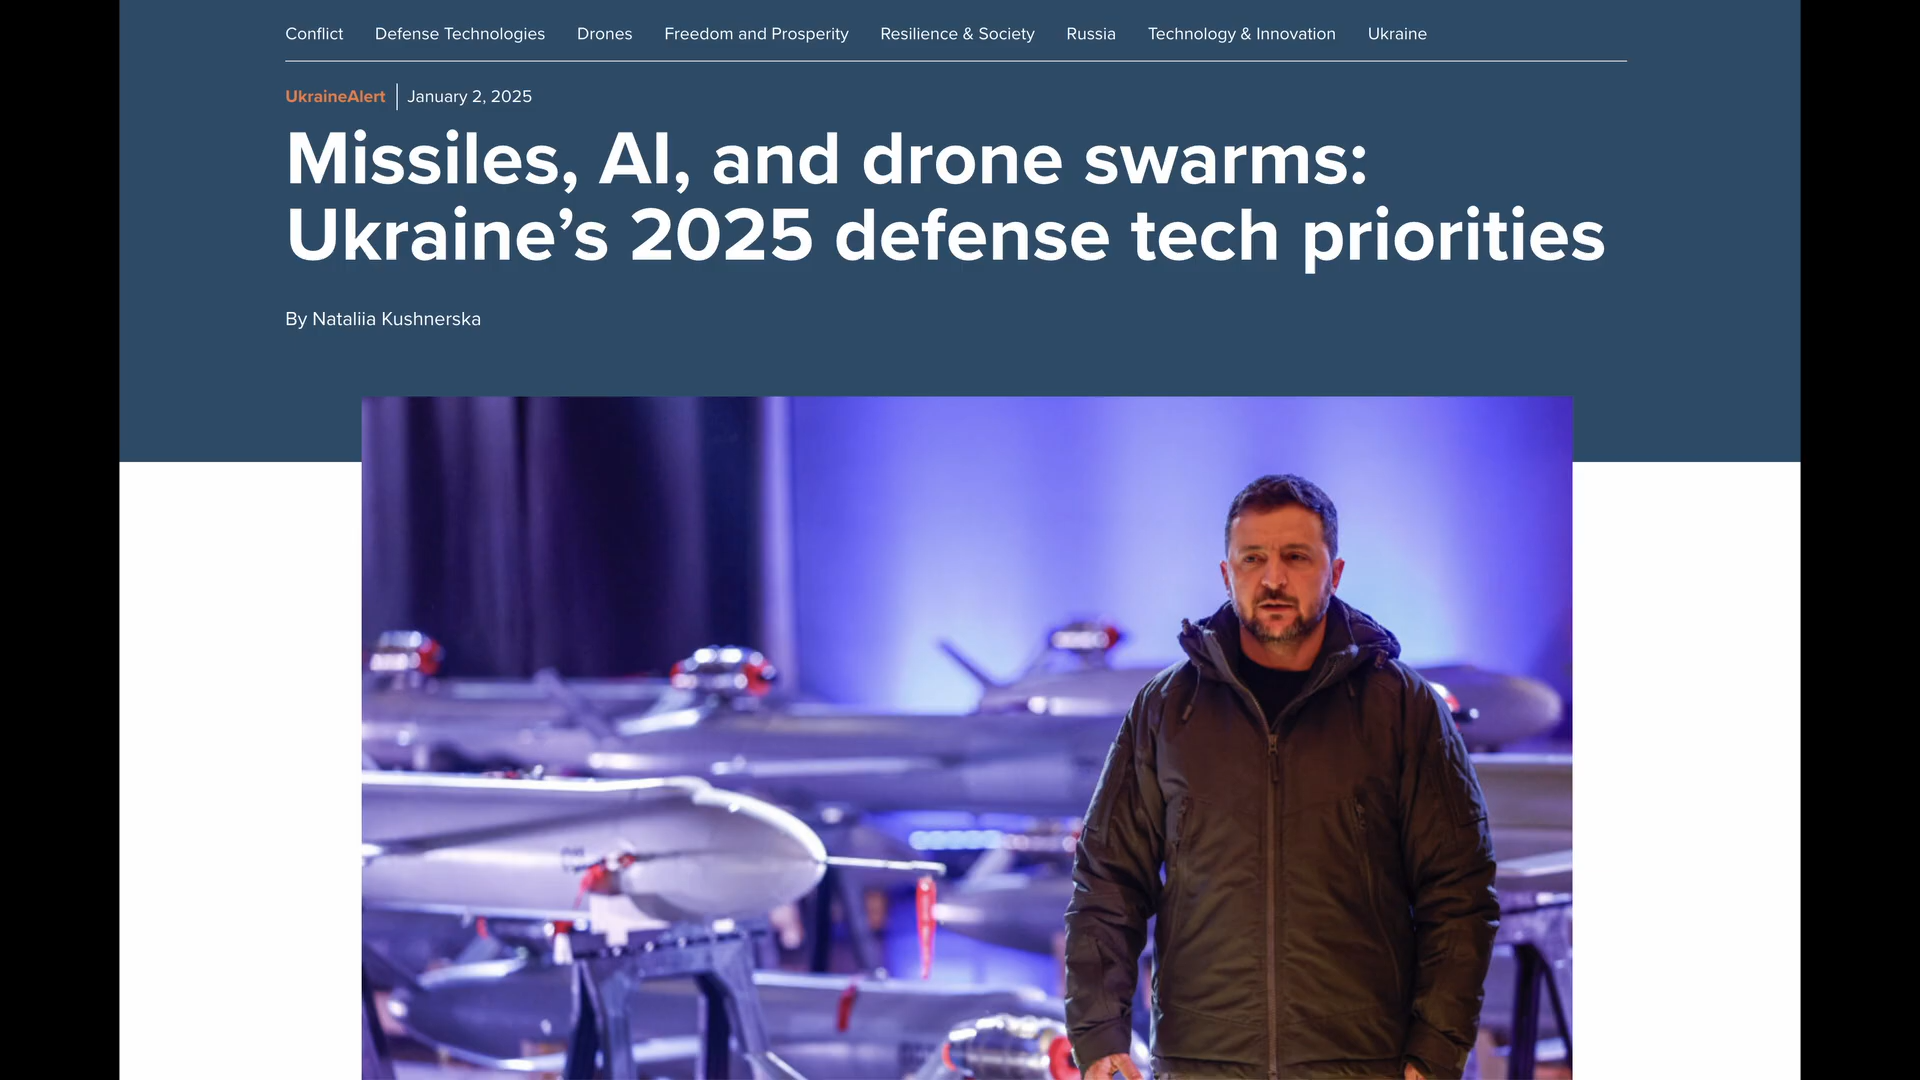 Conflict Defense Technologies Drones Freedom and Prosperity Resilience & Society Russia Technology & Innovation Ukraine
UkraineAlert January 2, 2025
Missiles, AI, and drone swarms:
Ukraine’s 2025 defense tech priorities
By Nataliia Kushnerska